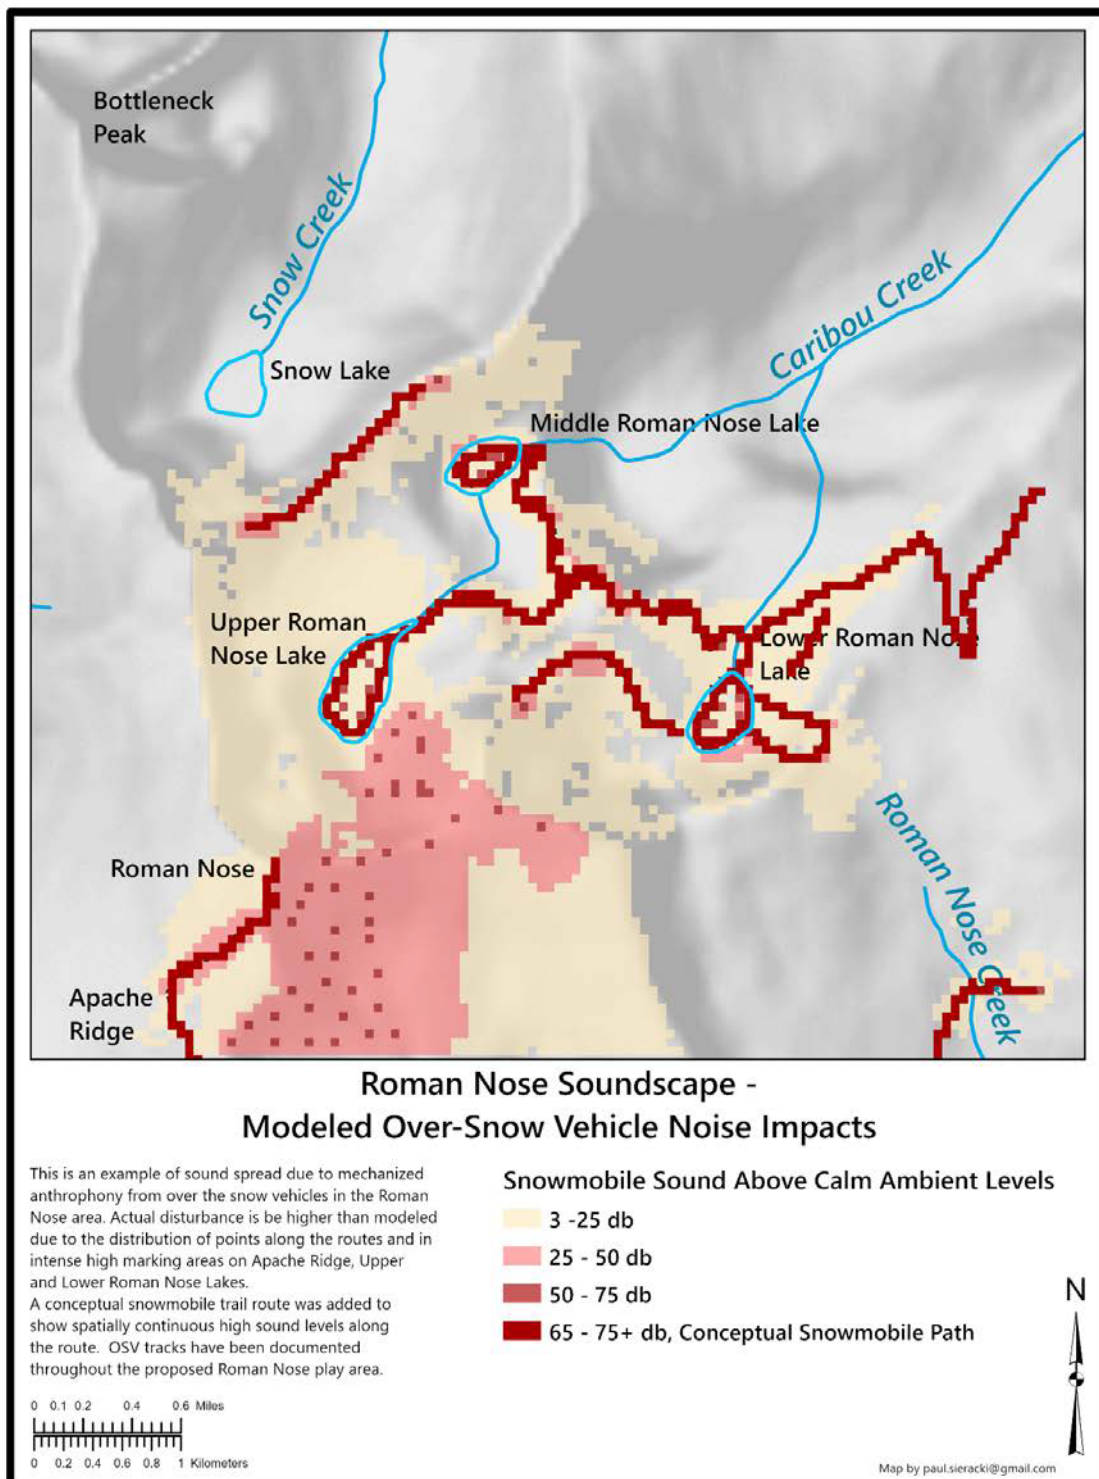 Bottleneck
Peak
Snow Creek
Caribou Creek
Snow Lake
Middle Roman Nose Lake
Upper Roman
Nose Lake
Lower Roman Nose
Lake
Roman Nose
Roman Nose Creek
Apache
Ridge
Roman Nose Soundscape -
Modeled Over-Snow Vehicle Noise Impacts
This is an example of sound spread due to mechanized
anthrophony from over the snow vehicles in the Roman
Nose area. Actual disturbance is be higher than modeled
due to the distribution of points along the routes and in
intense high marking areas on Apache Ridge, Upper
and Lower Roman Nose Lakes.
A conceptual snowmobile trail route was added to
show spatially continuous high sound levels along
the route.  OSV tracks have been documented
throughout the proposed Roman Nose play area.
Snowmobile Sound Above Calm Ambient Levels
3 -25 db
25 - 50 db
50 - 75 db
65 - 75+ db, Conceptual Snowmobile Path
N
0 0.1 0.2 0.4 0.6 Miles
0 0.2 0.4 0.6 0.8 1 Kilometers
Map by paul.sieracki@gmail.com